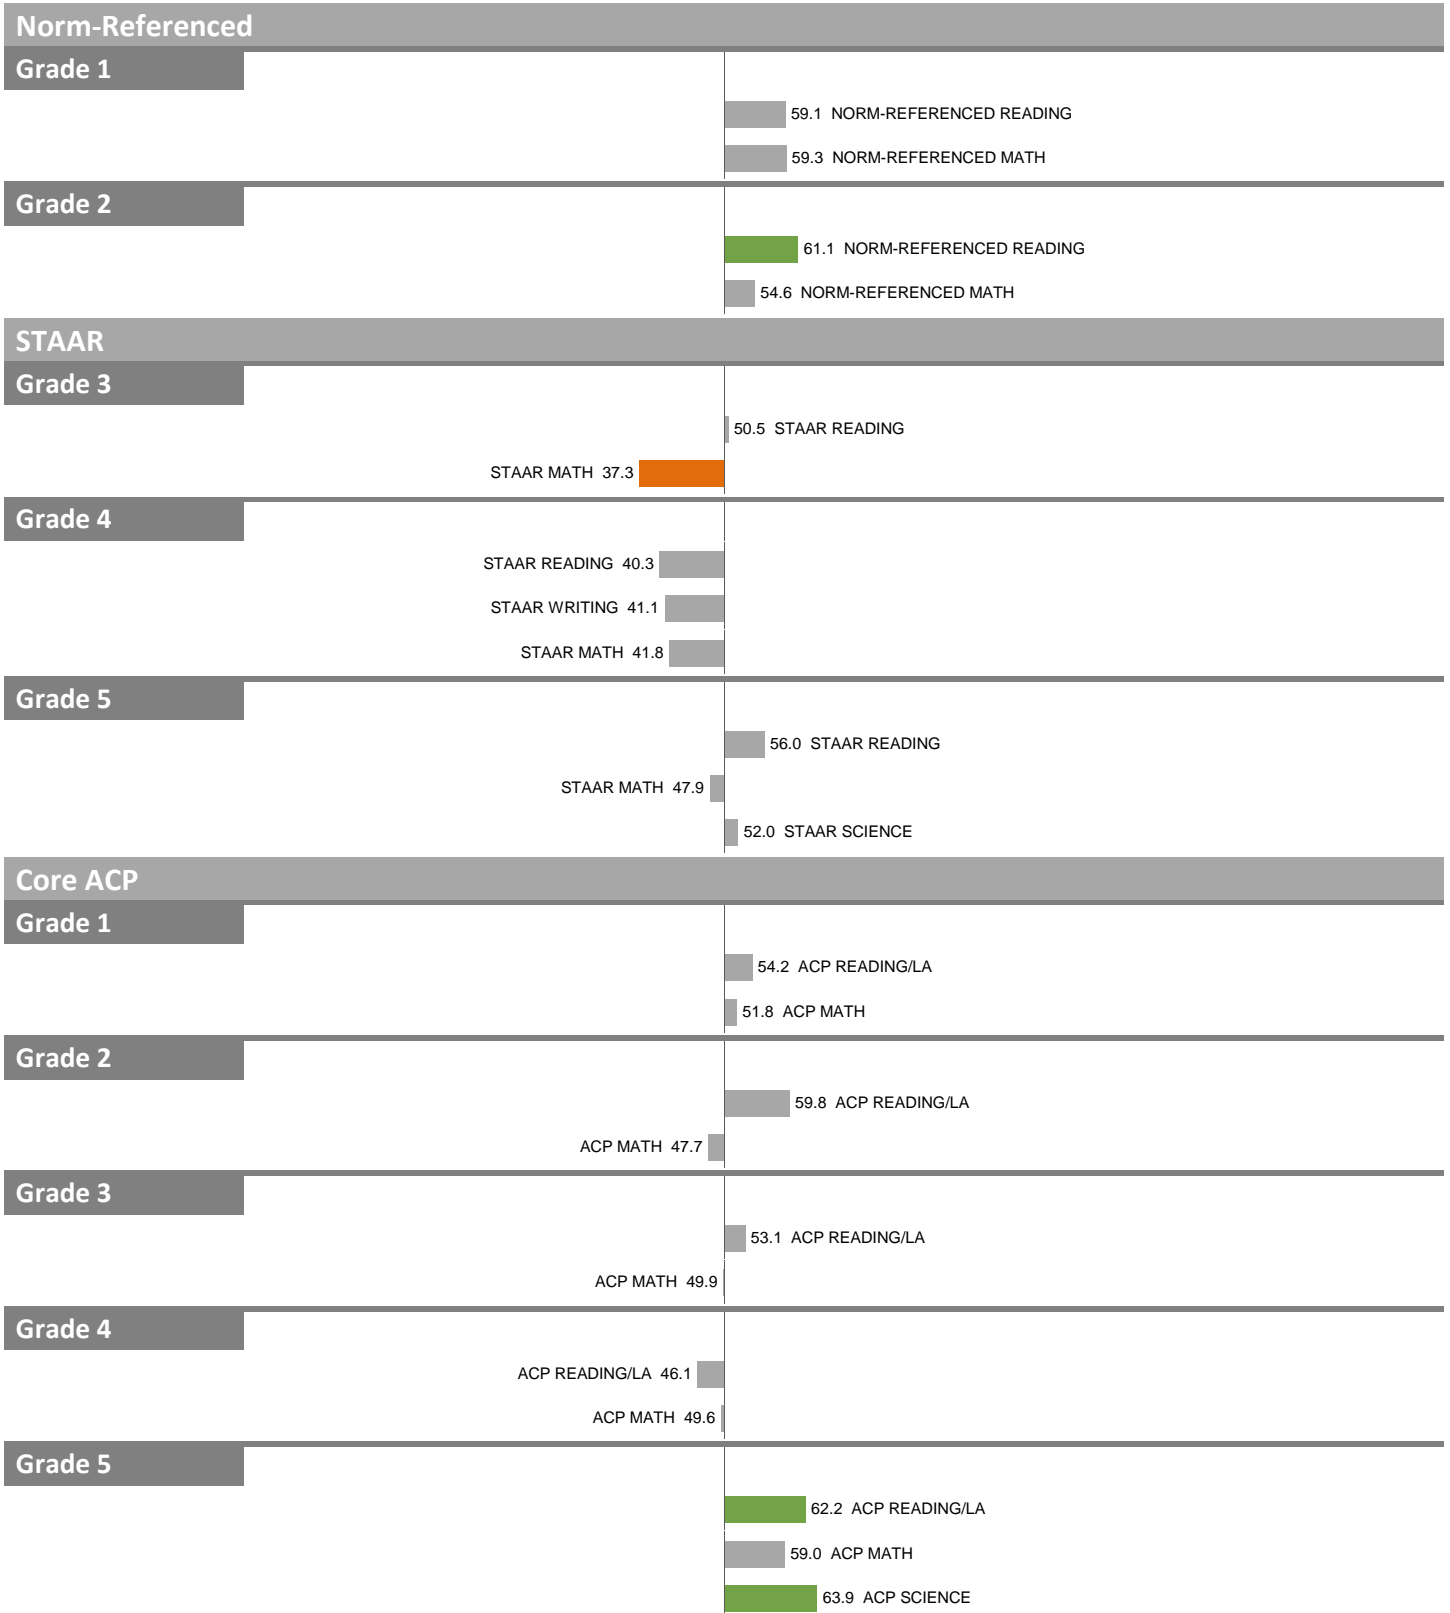 Norm-Referenced
Grade 1
59.1 NORM-REFERENCED READING
59.3 NORM-REFERENCED MATH
Grade 2
61.1 NORM-REFERENCED READING
54.6 NORM-REFERENCED MATH
STAAR
Grade 3
50.5 STAAR READING
STAAR MATH 37.3
Grade 4
STAAR READING 40.3
STAAR WRITING 41.1
STAAR MATH 41.8
Grade 5
56.0 STAAR READING
STAAR MATH 47.9
52.0 STAAR SCIENCE
Core ACP
Grade 1
54.2 ACP READING/LA
51.8 ACP MATH
Grade 2
59.8 ACP READING/LA
ACP MATH 47.7
Grade 3
53.1 ACP READING/LA
ACP MATH 49.9
Grade 4
ACP READING/LA 46.1
ACP MATH 49.6
Grade 5
62.2 ACP READING/LA
59.0 ACP MATH
63.9 ACP SCIENCE